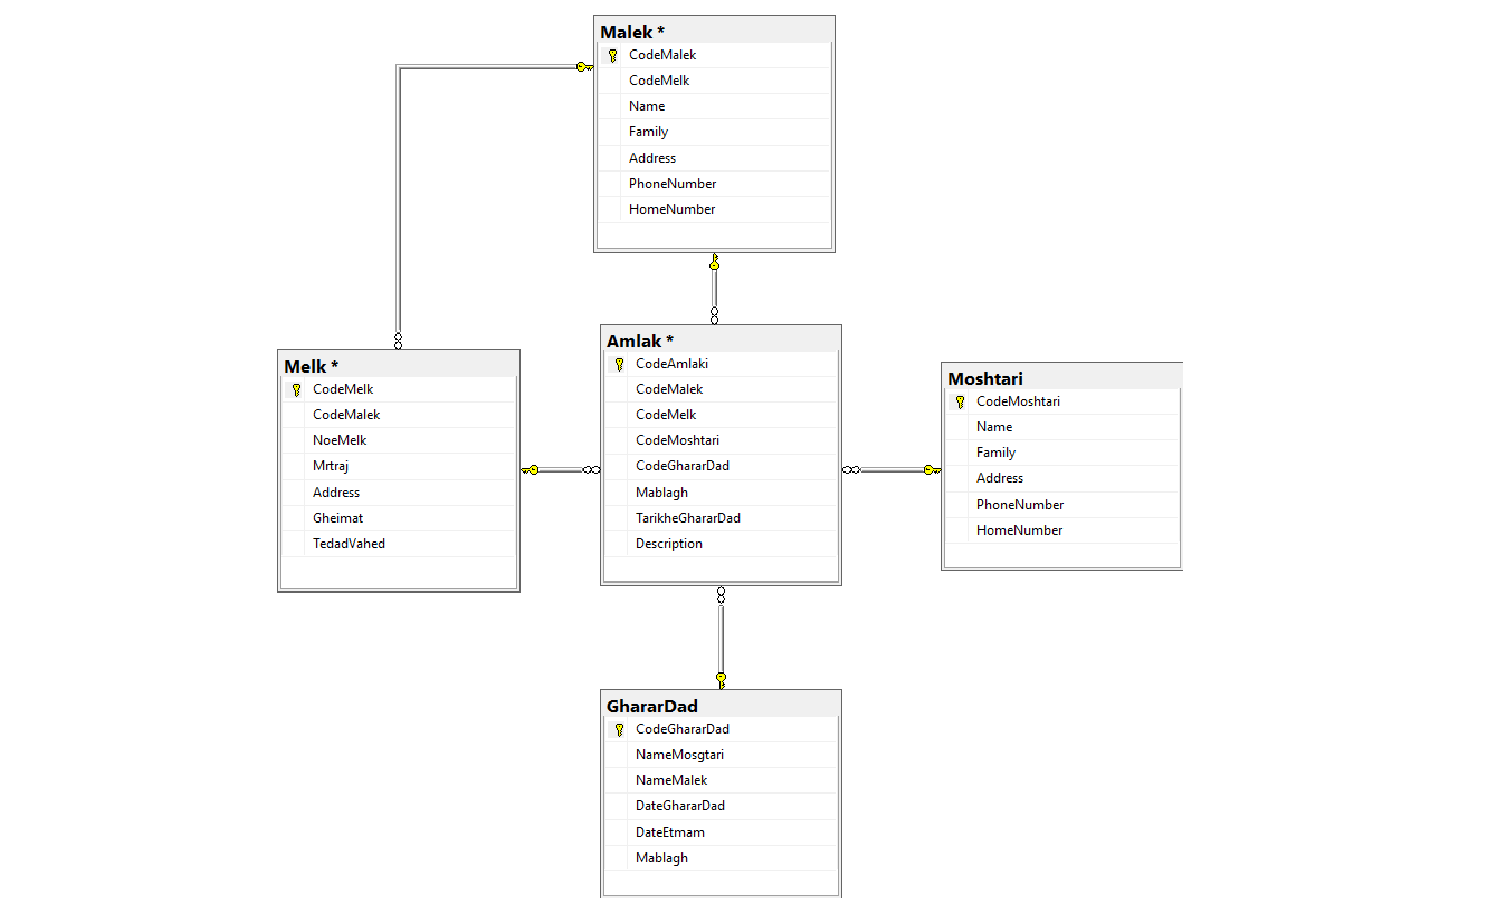 Malek *
CodeMalek
CodeMelk
Name
Family
Address
PhoneNumber
HomeNumber
Melk *
CodeMelk
CodeMalek
NoeMelk
Mrtraji
Address
Gheimat
TedadVahed
Amlak *
CodeAmlaki
CodeMalek
CodeMelk
CodeMoshtari
CodeGhararDad
Mablagh
TarikheGhararDad
Description
Moshtari
CodeMoshtari
Name
Family
Address
PhoneNumber
HomeNumber
GhararDad
CodeGhararDad
NameMosgtari
NameMalek
DateGhararDad
DateEtmam
Mablagh